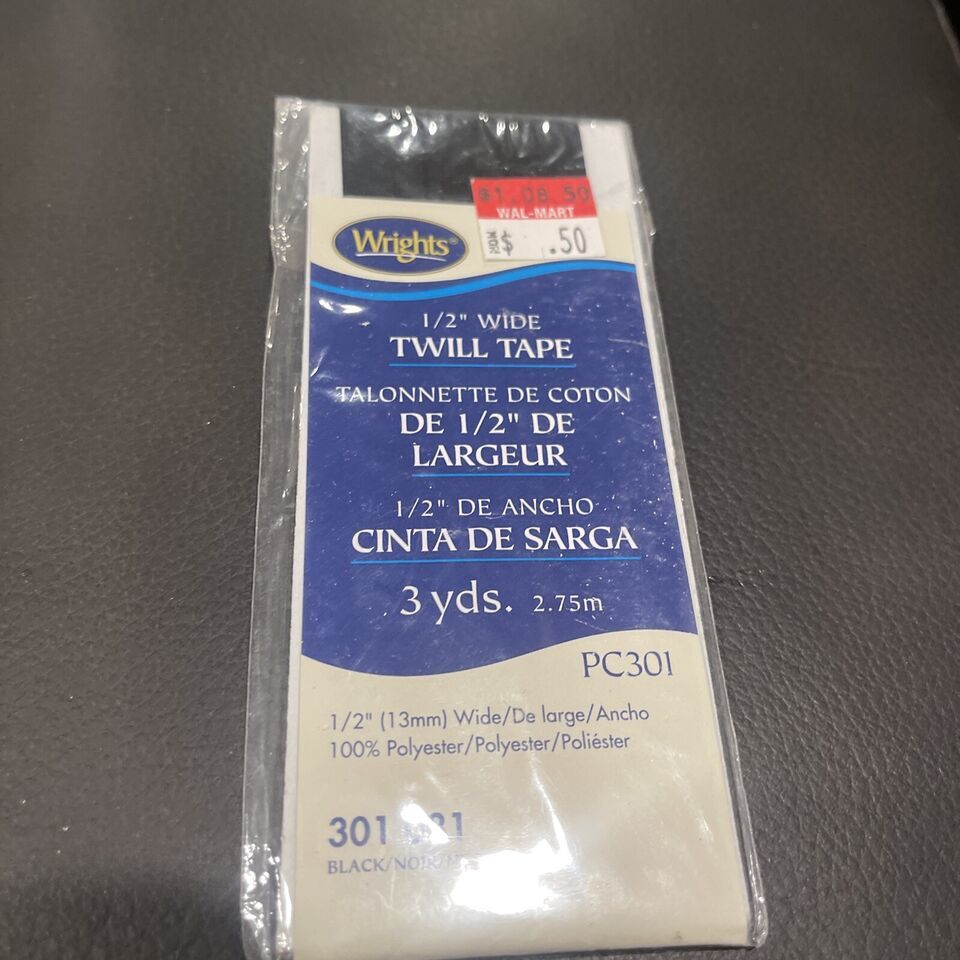 $1.08 .50
WAL-MART
NOW $ .50
Wrights®
1/2" WIDE
TWILL TAPE
TALONNETTE DE COTON
DE 1/2" DE
LARGEUR
1/2" DE ANCHO
CINTA DE SARGA
3 yds. 2.75m
PC301
1/2" (13mm) Wide/De large/Ancho
100% Polyester/Polyester/Poliéster
301
BLACK/NOIR/